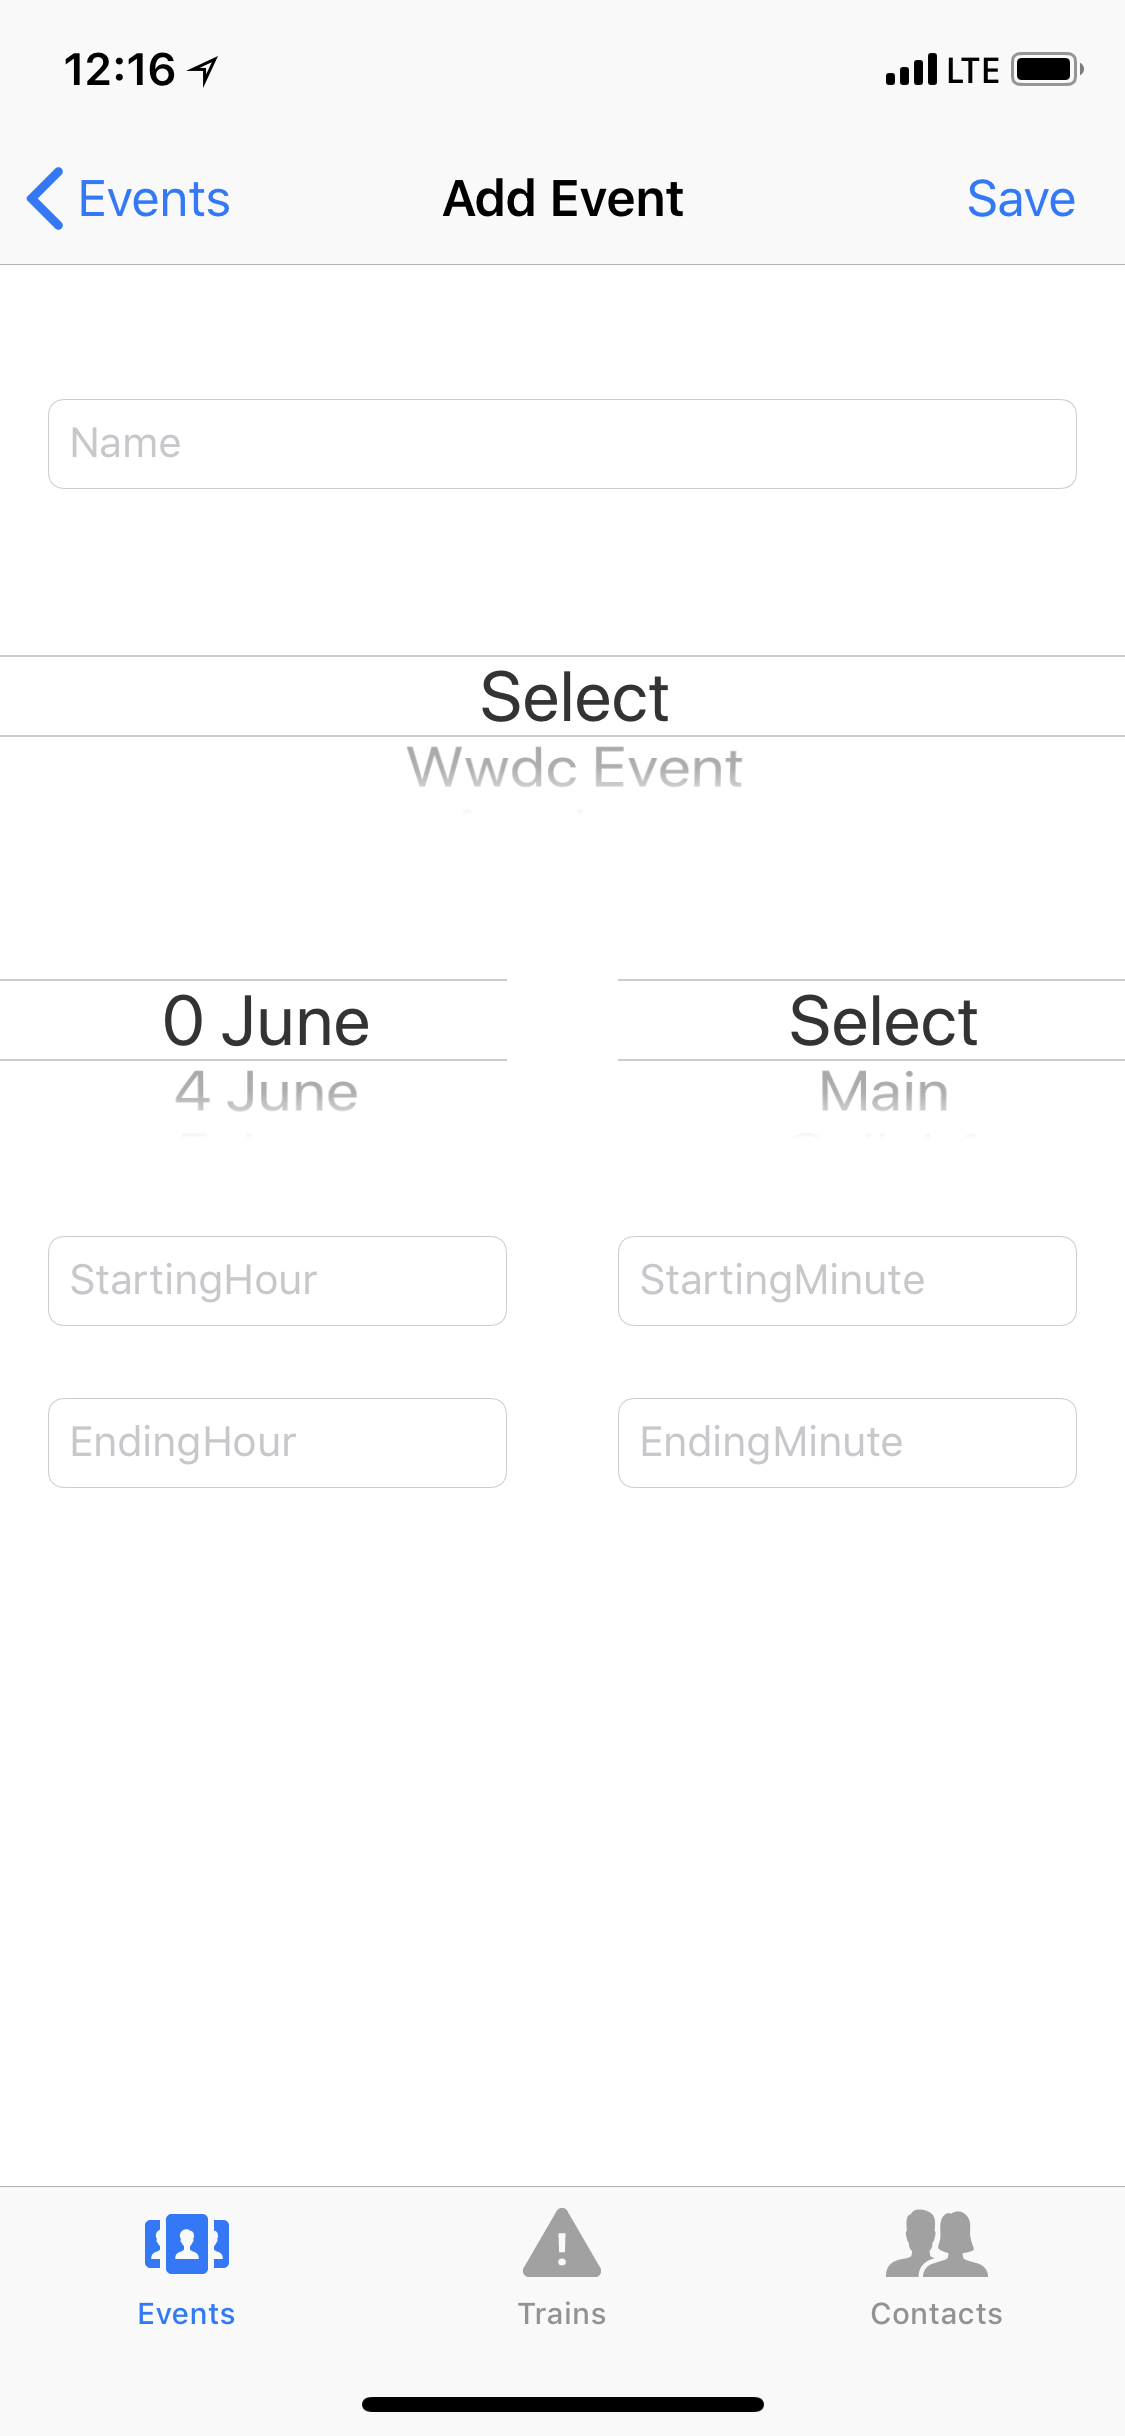 12:16 LTE
Events Add Event Save
Name
Select
Wwdc Event
0 June Select
4 June Main
StartingHour StartingMinute
EndingHour EndingMinute
Events Trains Contacts